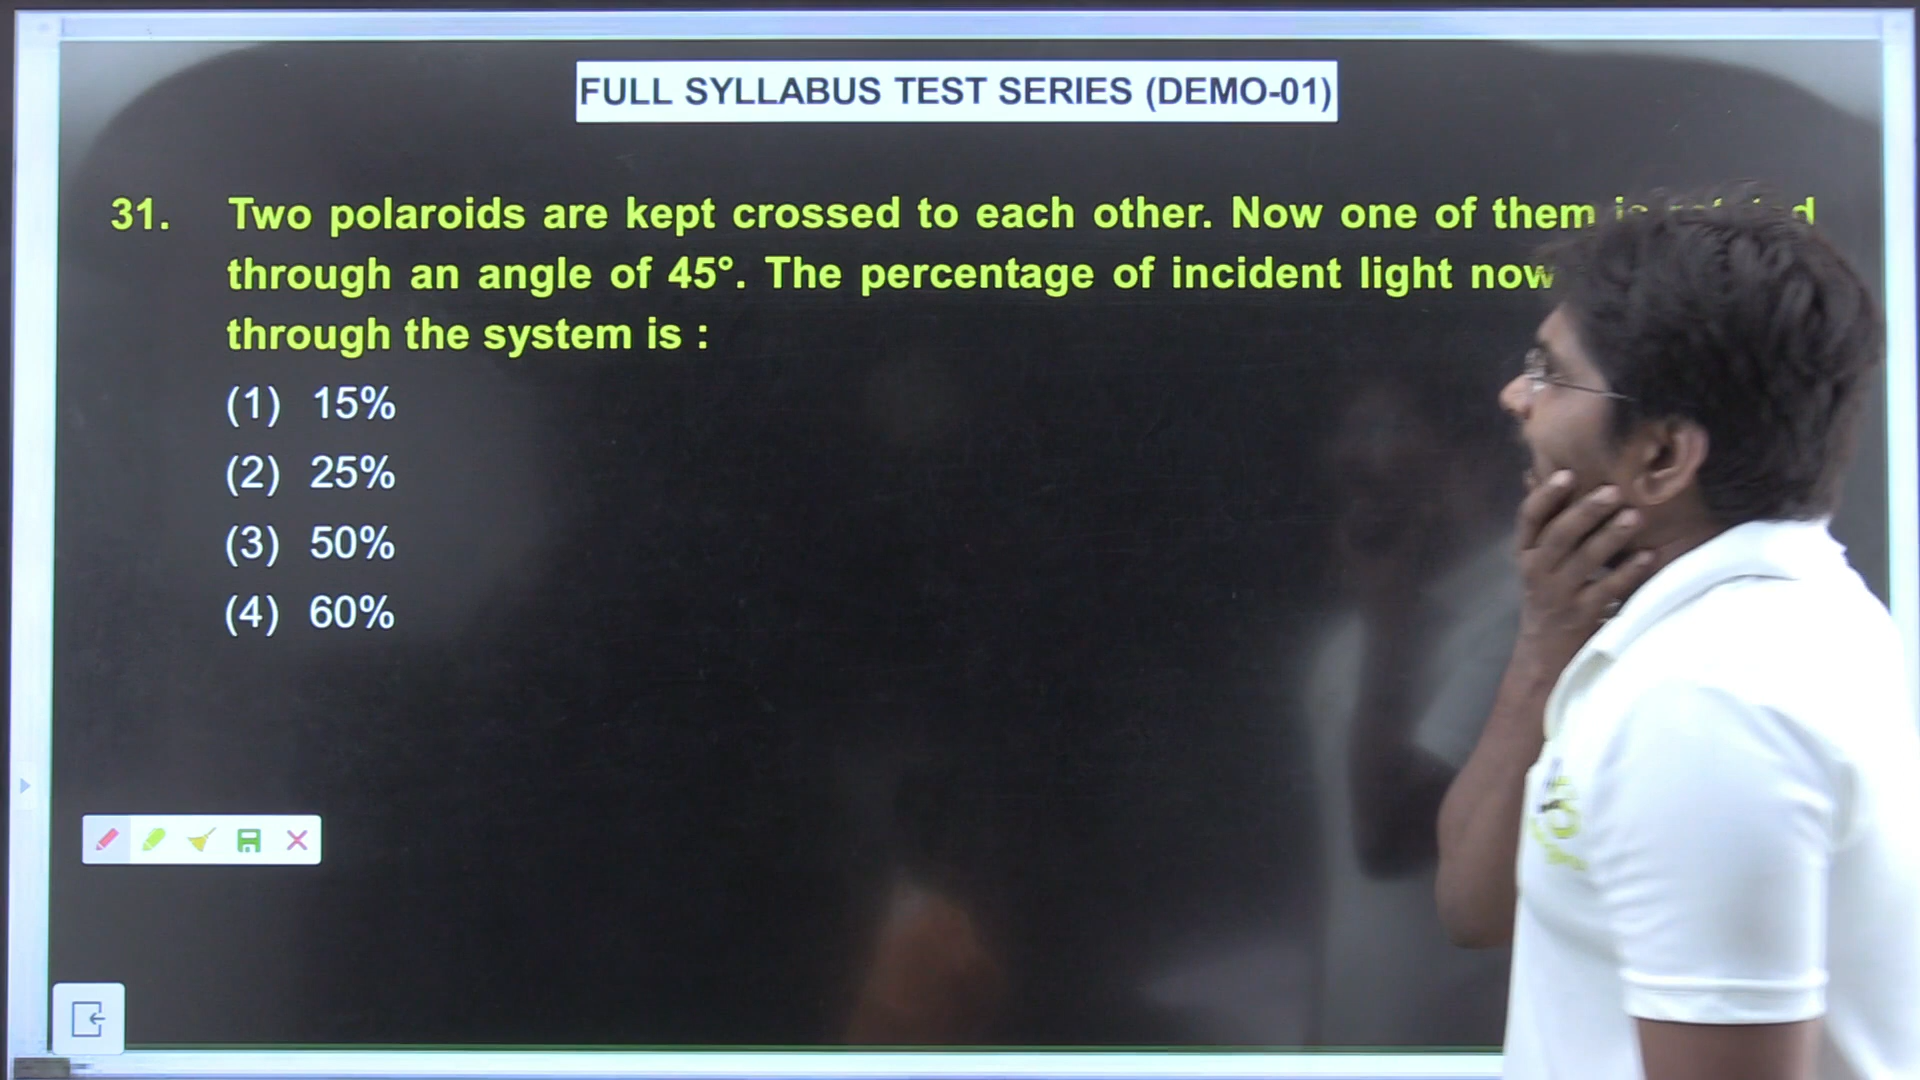 FULL SYLLABUS TEST SERIES (DEMO-01)
31. Two polaroids are kept crossed to each other. Now one of them is
through an angle of 45°. The percentage of incident light now
through the system is :
(1) 15%
(2) 25%
(3) 50%
(4) 60%